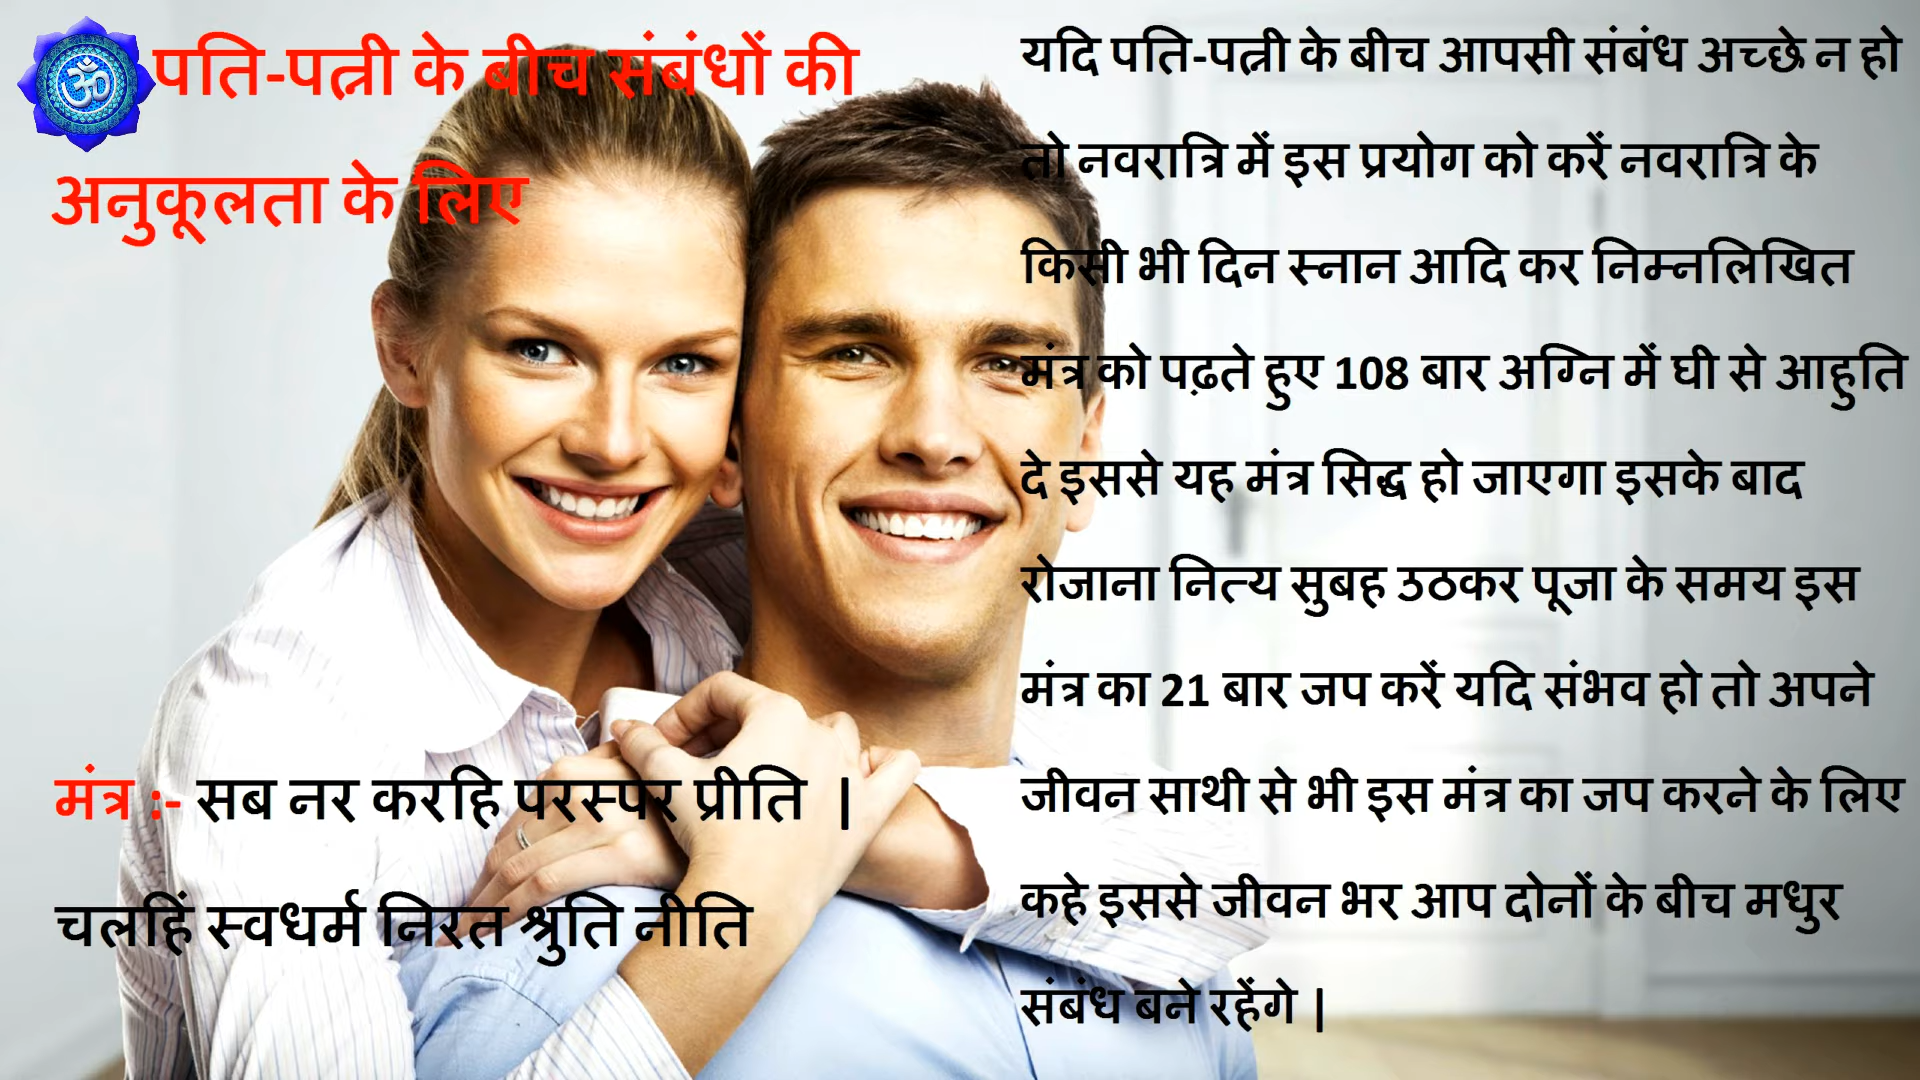 पति-पत्नी के बीच संबंधों की
अनुकूलता के लिए
मंत्र :- सब नर करहि परस्पर प्रीति |
चलहिं स्वधर्म निरत श्रुति नीति
यदि पति-पत्नी के बीच आपसी संबंध अच्छे न हो
तो नवरात्रि में इस प्रयोग को करें नवरात्रि के
किसी भी दिन स्नान आदि कर निम्नलिखित
मंत्र को पढ़ते हुए 108 बार अग्नि में घी से आहुति
दे इससे यह मंत्र सिद्ध हो जाएगा इसके बाद
रोजाना नित्य सुबह उठकर पूजा के समय इस
मंत्र का 21 बार जप करें यदि संभव हो तो अपने
जीवन साथी से भी इस मंत्र का जप करने के लिए
कहे इससे जीवन भर आप दोनों के बीच मधुर
संबंध बने रहेंगे |
ॐ